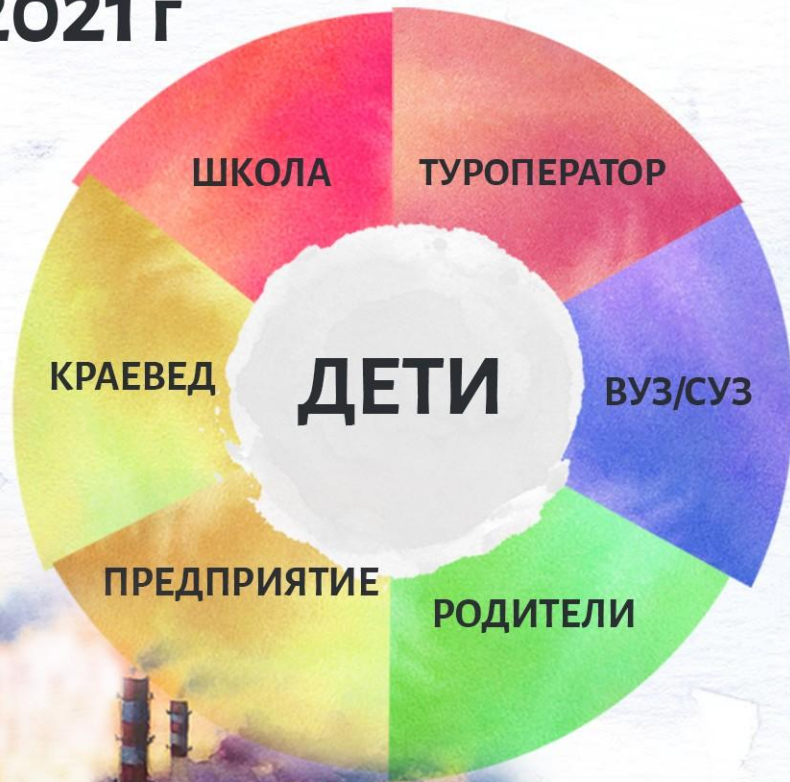 2021 г
ШКОЛА
ТУРОПЕРАТОР
КРАЕВЕД
ДЕТИ
ВУЗ/СУЗ
ПРЕДПРИЯТИЕ
РОДИТЕЛИ